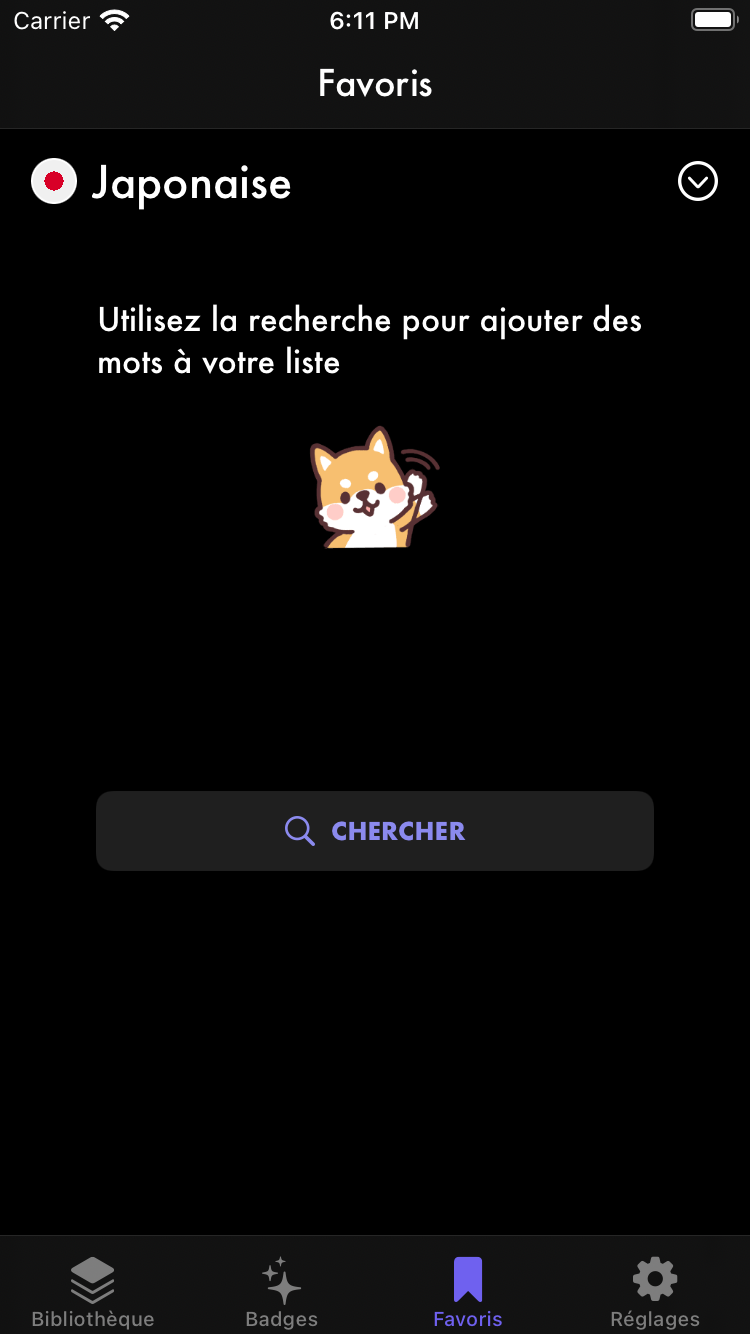 Carrier 6:11 PM
Favoris
Japonaise
Utilisez la recherche pour ajouter des
mots à votre liste
CHERCHER
Bibliothèque Badges Favoris Réglages